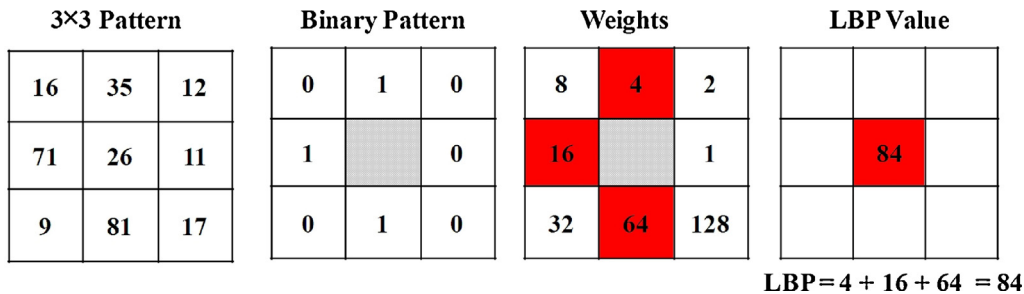 3×3 Pattern Binary Pattern Weights LBP Value
16 35 12 0 1 0 8 4 2
71 26 11 1 0 16 1 84
9 81 17 0 1 0 32 64 128
LBP = 4 + 16 + 64 = 84